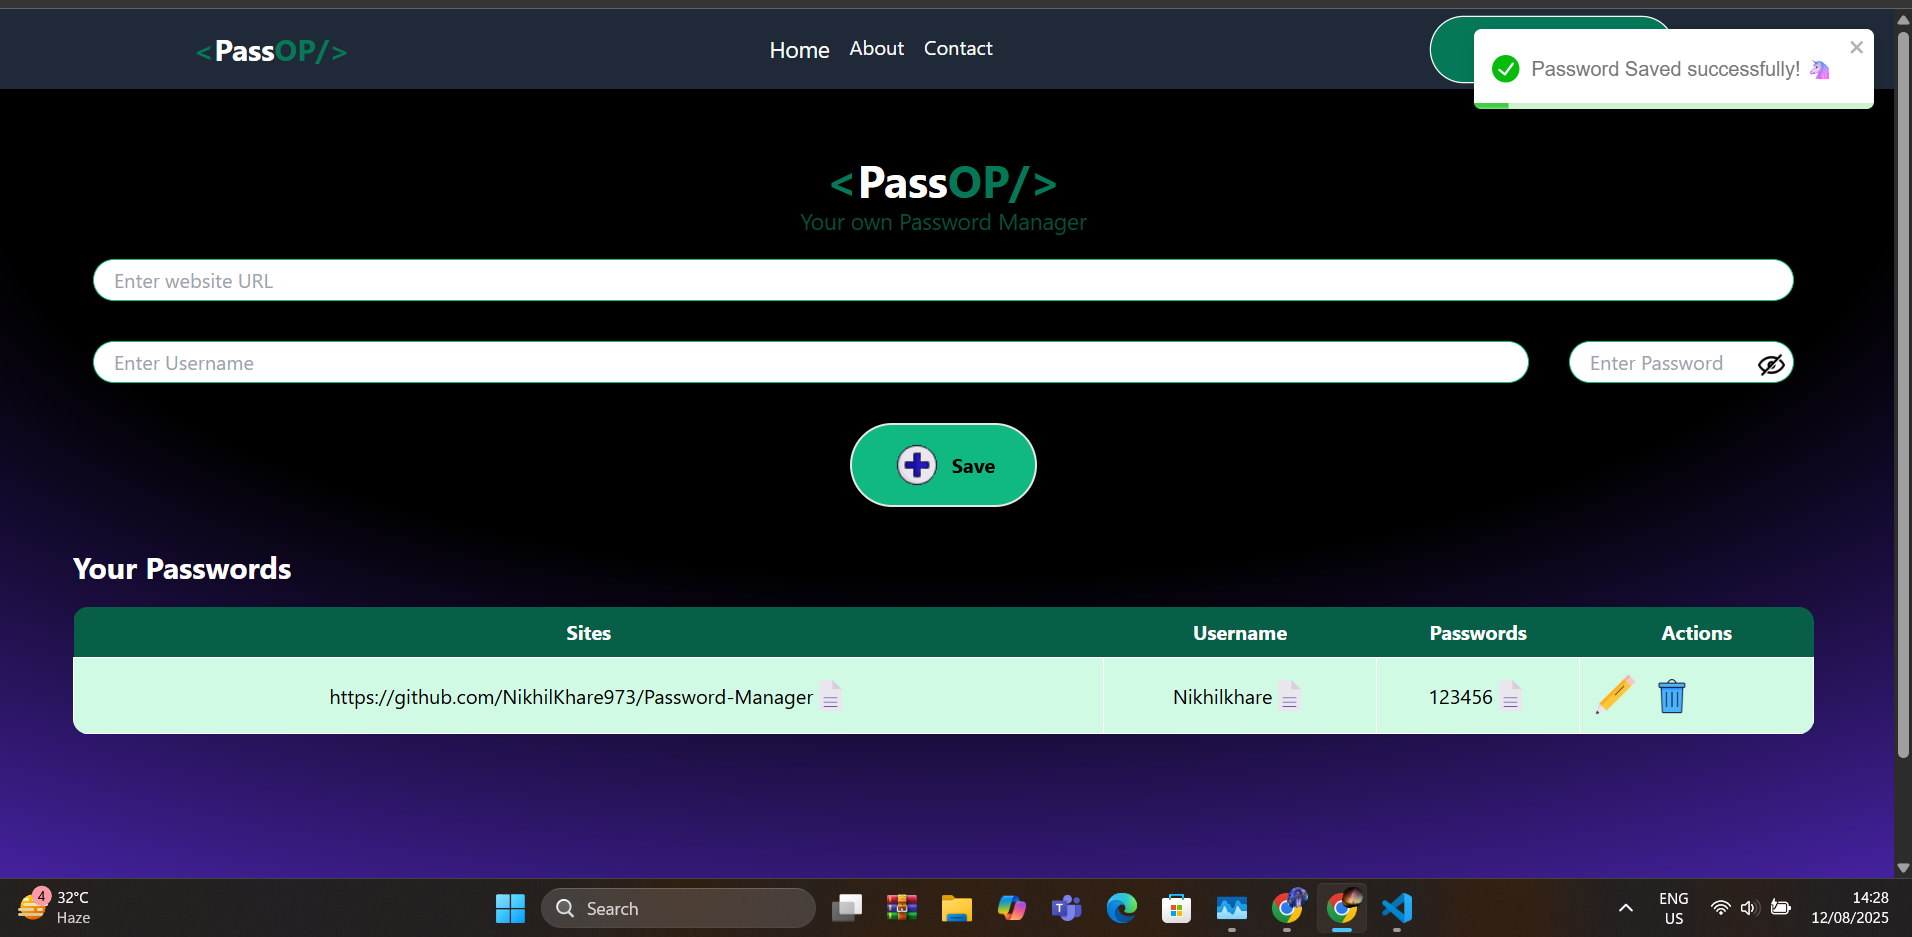 <PassOP/>
Home About Contact
Password Saved successfully! 🦄
<PassOP/>
Your own Password Manager
Enter website URL
Enter Username
Enter Password
Save
Your Passwords
Sites Username Passwords Actions
https://github.com/NikhilKhare973/Password-Manager Nikhilkhare 123456
4
32°C
Haze
Search
ENG
US
14:28
12/08/2025